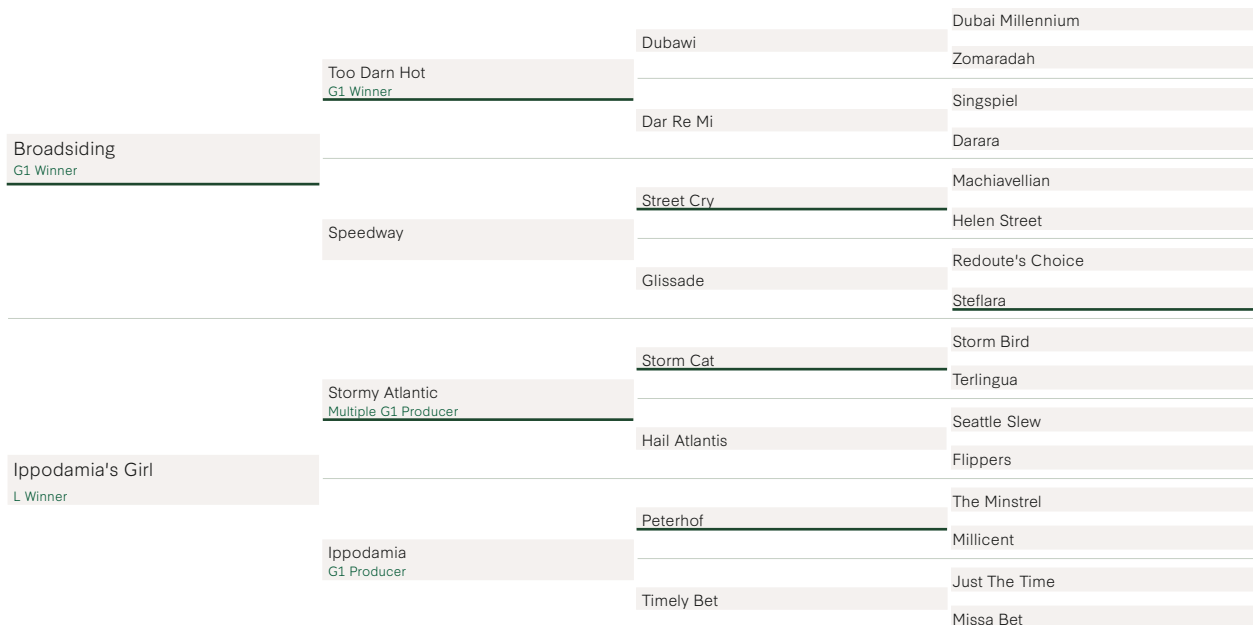 Dubai Millennium
Dubawi
Zomaradah
Too Darn Hot
G1 Winner
Singspiel
Dar Re Mi
Darara
Broadsiding
G1 Winner
Machiavellian
Street Cry
Helen Street
Speedway
Redoute's Choice
Glissade
Steflara
Storm Bird
Storm Cat
Terlingua
Stormy Atlantic
Multiple G1 Producer
Seattle Slew
Hail Atlantis
Flippers
Ippodamia's Girl
L Winner
The Minstrel
Peterhof
Millicent
Ippodamia
G1 Producer
Just The Time
Timely Bet
Missa Bet